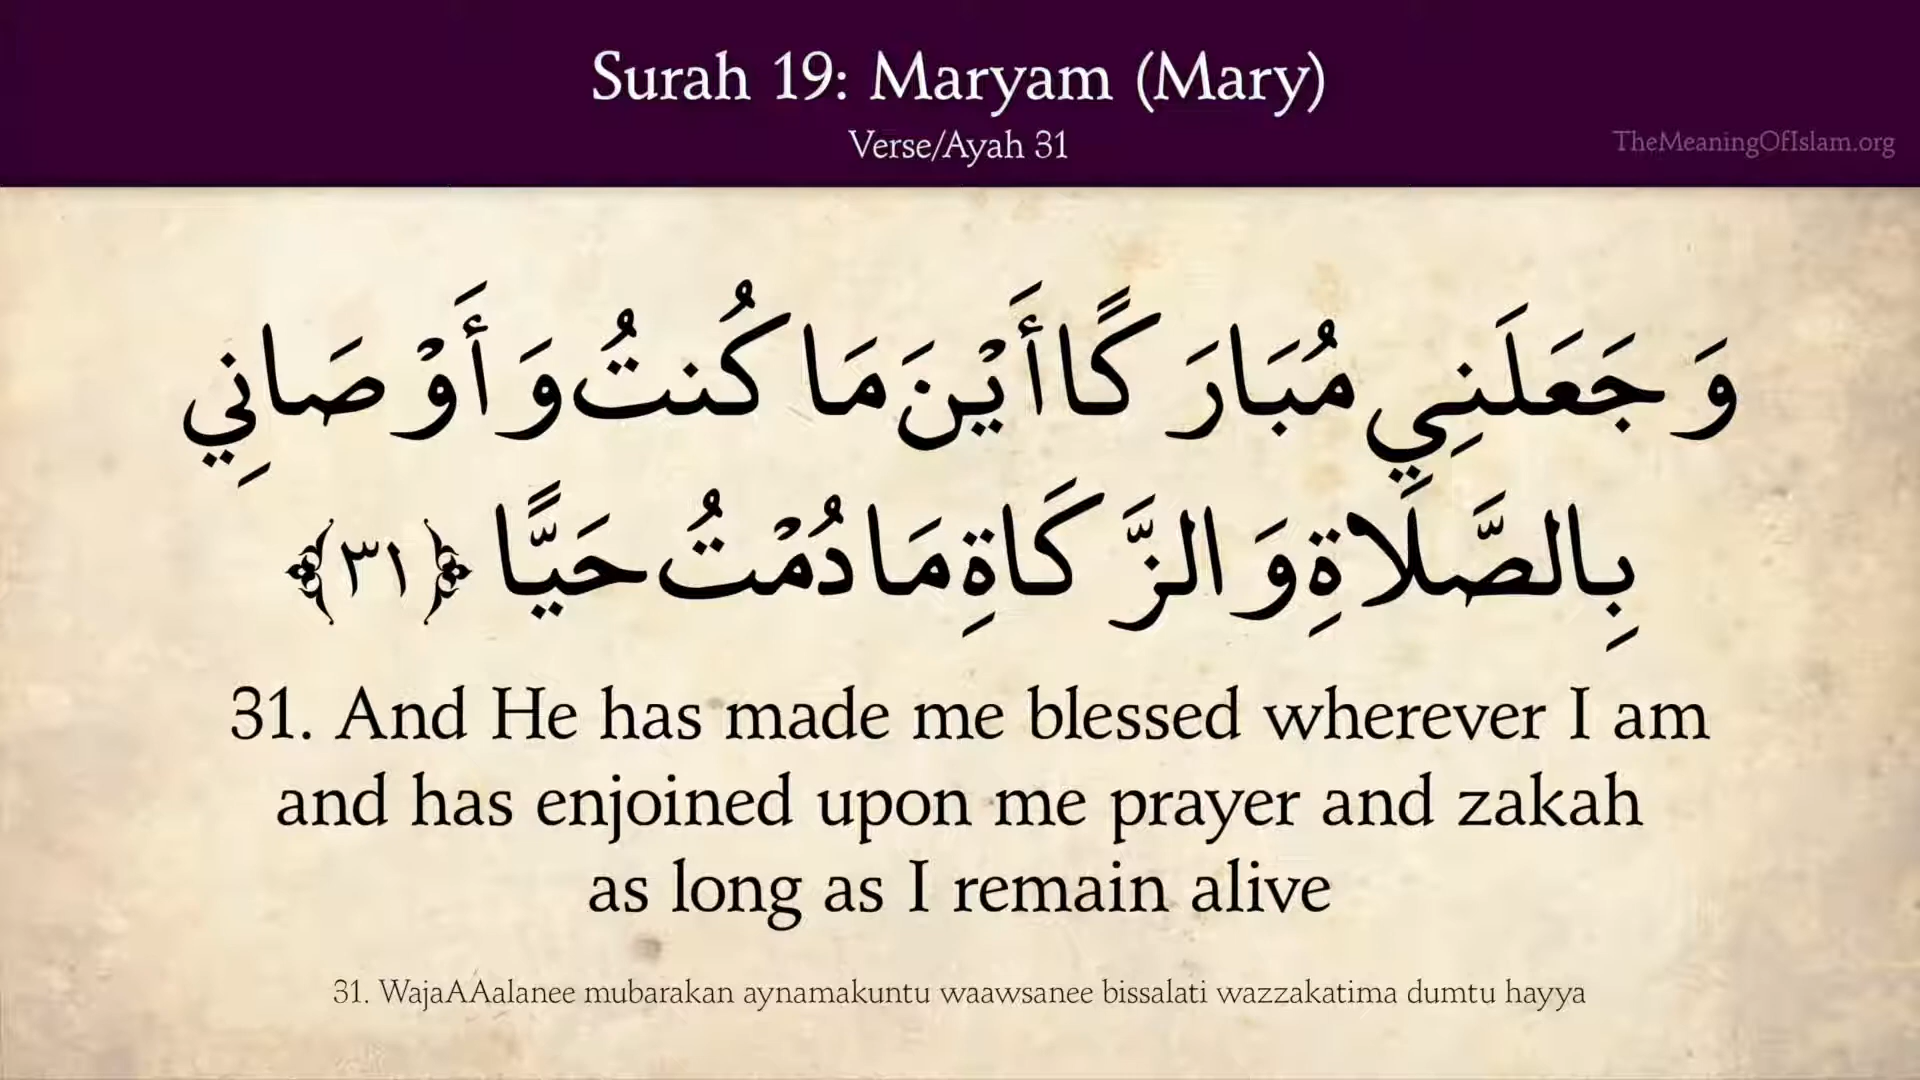 Surah 19: Maryam (Mary)
Verse/Ayah 31
TheMeaningOfIslam.org
وَجَعَلَنِي مُبَارَكًا أَيْنَ مَا كُنتُ وَأَوْصَانِي
بِالصَّلَاةِ وَالزَّكَاةِ مَا دُمْتُ حَيًّا ﴿٣١﴾
31. And He has made me blessed wherever I am
and has enjoined upon me prayer and zakah
as long as I remain alive
31. WajaAAalanee mubarakan aynamakuntu waawsanee bissalati wazzakatima dumtu hayya